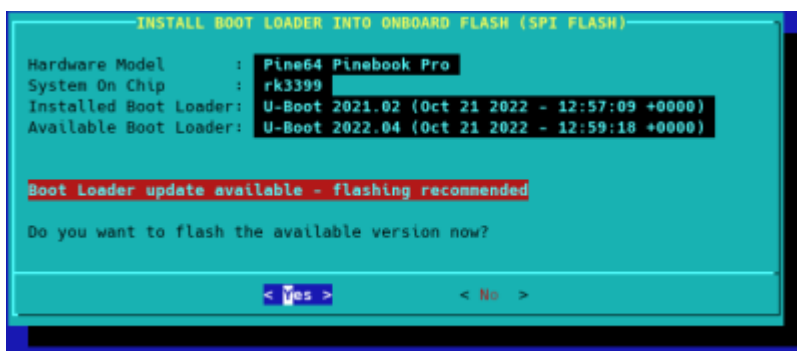 INSTALL BOOT LOADER INTO ONBOARD FLASH (SPI FLASH)
Hardware Model : Pine64 Pinebook Pro
System On Chip : rk3399
Installed Boot Loader: U-Boot 2021.02 (Oct 21 2022 - 12:57:09 +0000)
Available Boot Loader: U-Boot 2022.04 (Oct 21 2022 - 12:59:18 +0000)
Boot Loader update available - flashing recommended
Do you want to flash the available version now?
< Yes > < No >